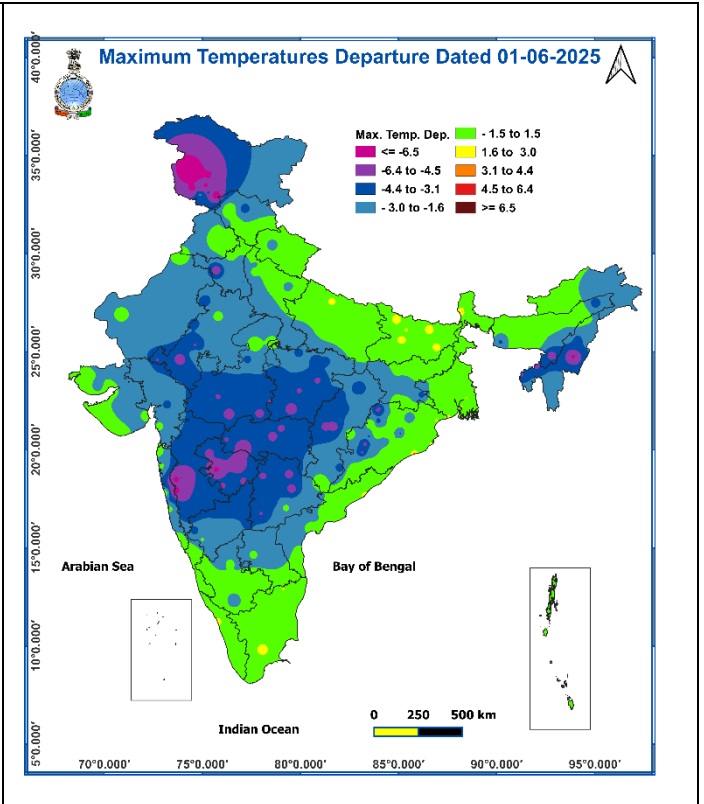 Maximum Temperatures Departure Dated 01-06-2025
Max. Temp. Dep.
<= -6.5
-6.4 to -4.5
-4.4 to -3.1
- 3.0 to -1.6
- 1.5 to 1.5
1.6 to 3.0
3.1 to 4.4
4.5 to 6.4
>= 6.5
40°0.000'
35°0.000'
30°0.000'
25°0.000'
20°0.000'
15°0.000'
10°0.000'
5°0.000'
Arabian Sea
Bay of Bengal
Indian Ocean
0 250 500 km
70°0.000' 75°0.000' 80°0.000' 85°0.000' 90°0.000' 95°0.000'